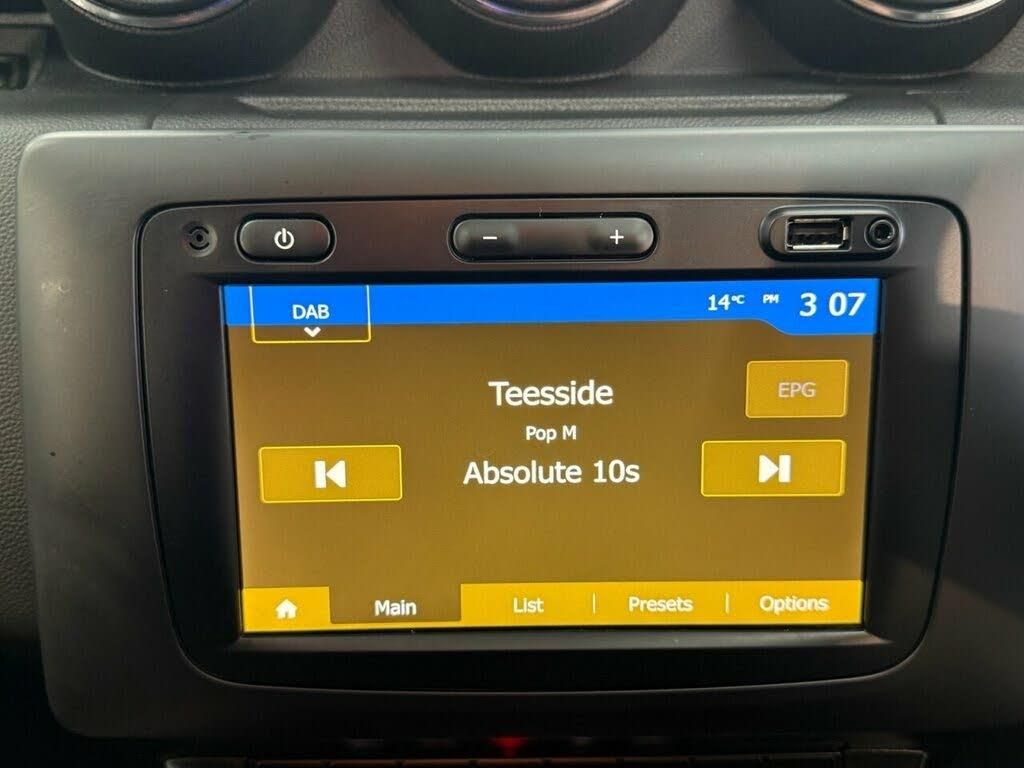 − +
DAB 14°C PM 3 07
Teesside
EPG
Pop M
Absolute 10s
Main List | Presets | Options